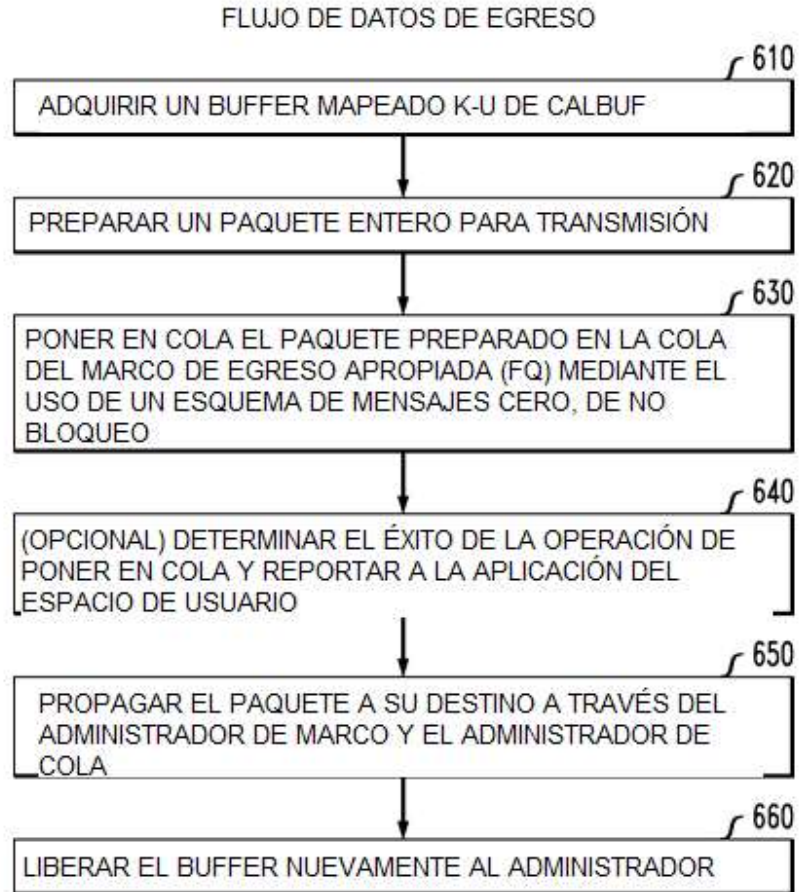 FLUJO DE DATOS DE EGRESO
610
ADQUIRIR UN BUFFER MAPEADO K-U DE CALBUF
620
PREPARAR UN PAQUETE ENTERO PARA TRANSMISIÓN
630
PONER EN COLA EL PAQUETE PREPARADO EN LA COLA
DEL MARCO DE EGRESO APROPIADA (FQ) MEDIANTE EL
USO DE UN ESQUEMA DE MENSAJES CERO, DE NO
BLOQUEO
640
(OPCIONAL) DETERMINAR EL ÉXITO DE LA OPERACIÓN DE
PONER EN COLA Y REPORTAR A LA APLICACIÓN DEL
ESPACIO DE USUARIO
650
PROPAGAR EL PAQUETE A SU DESTINO A TRAVÉS DEL
ADMINISTRADOR DE MARCO Y EL ADMINISTRADOR DE
COLA
660
LIBERAR EL BUFFER NUEVAMENTE AL ADMINISTRADOR